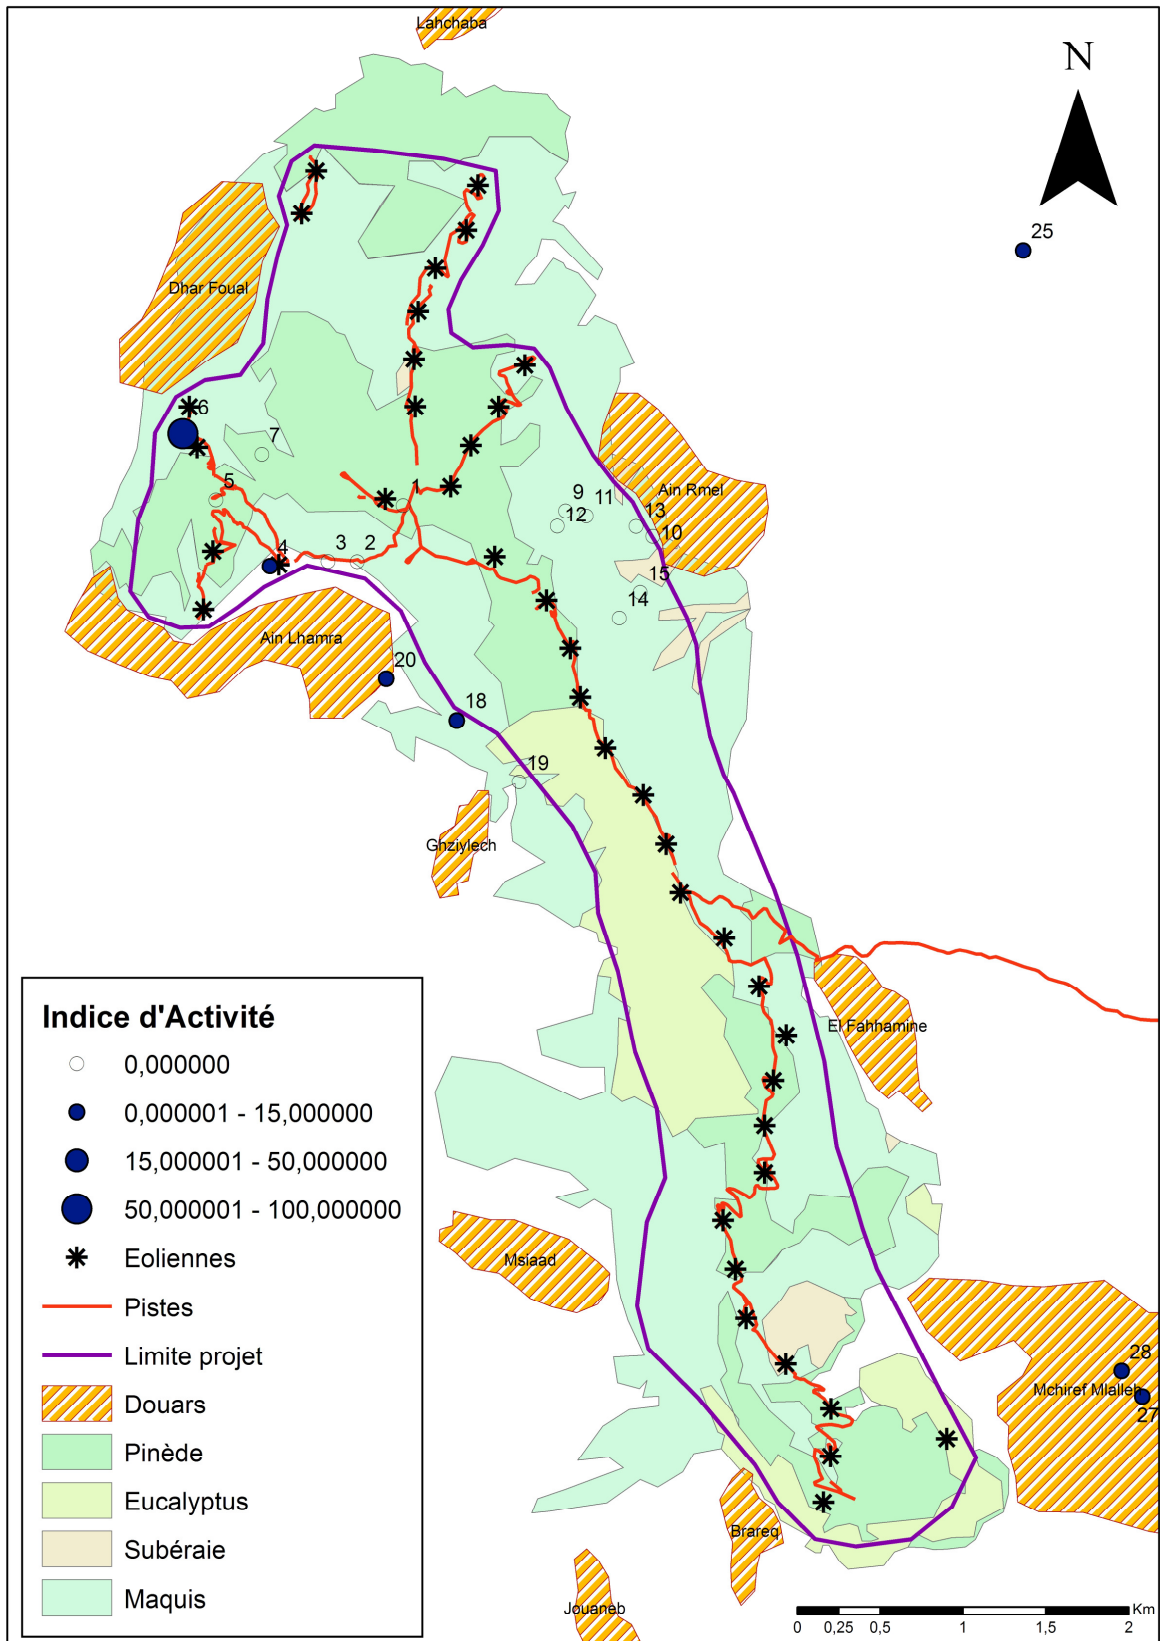 Lahchaba
N
25
Dhar Foual
6
7
5
1
9
11
12
13
10
Ain Rmel
4
3
2
15
14
Ain Lhamra
20
18
19
Ghziylech
El Fahhamine
Msiaad
28
Mchiref Mlalleh
27
Brareq
Jouaneb
Indice d'Activité
0,000000
0,000001 - 15,000000
15,000001 - 50,000000
50,000001 - 100,000000
Eoliennes
Pistes
Limite projet
Douars
Pinède
Eucalyptus
Subéraie
Maquis
Km
0 0,25 0,5 1 1,5 2